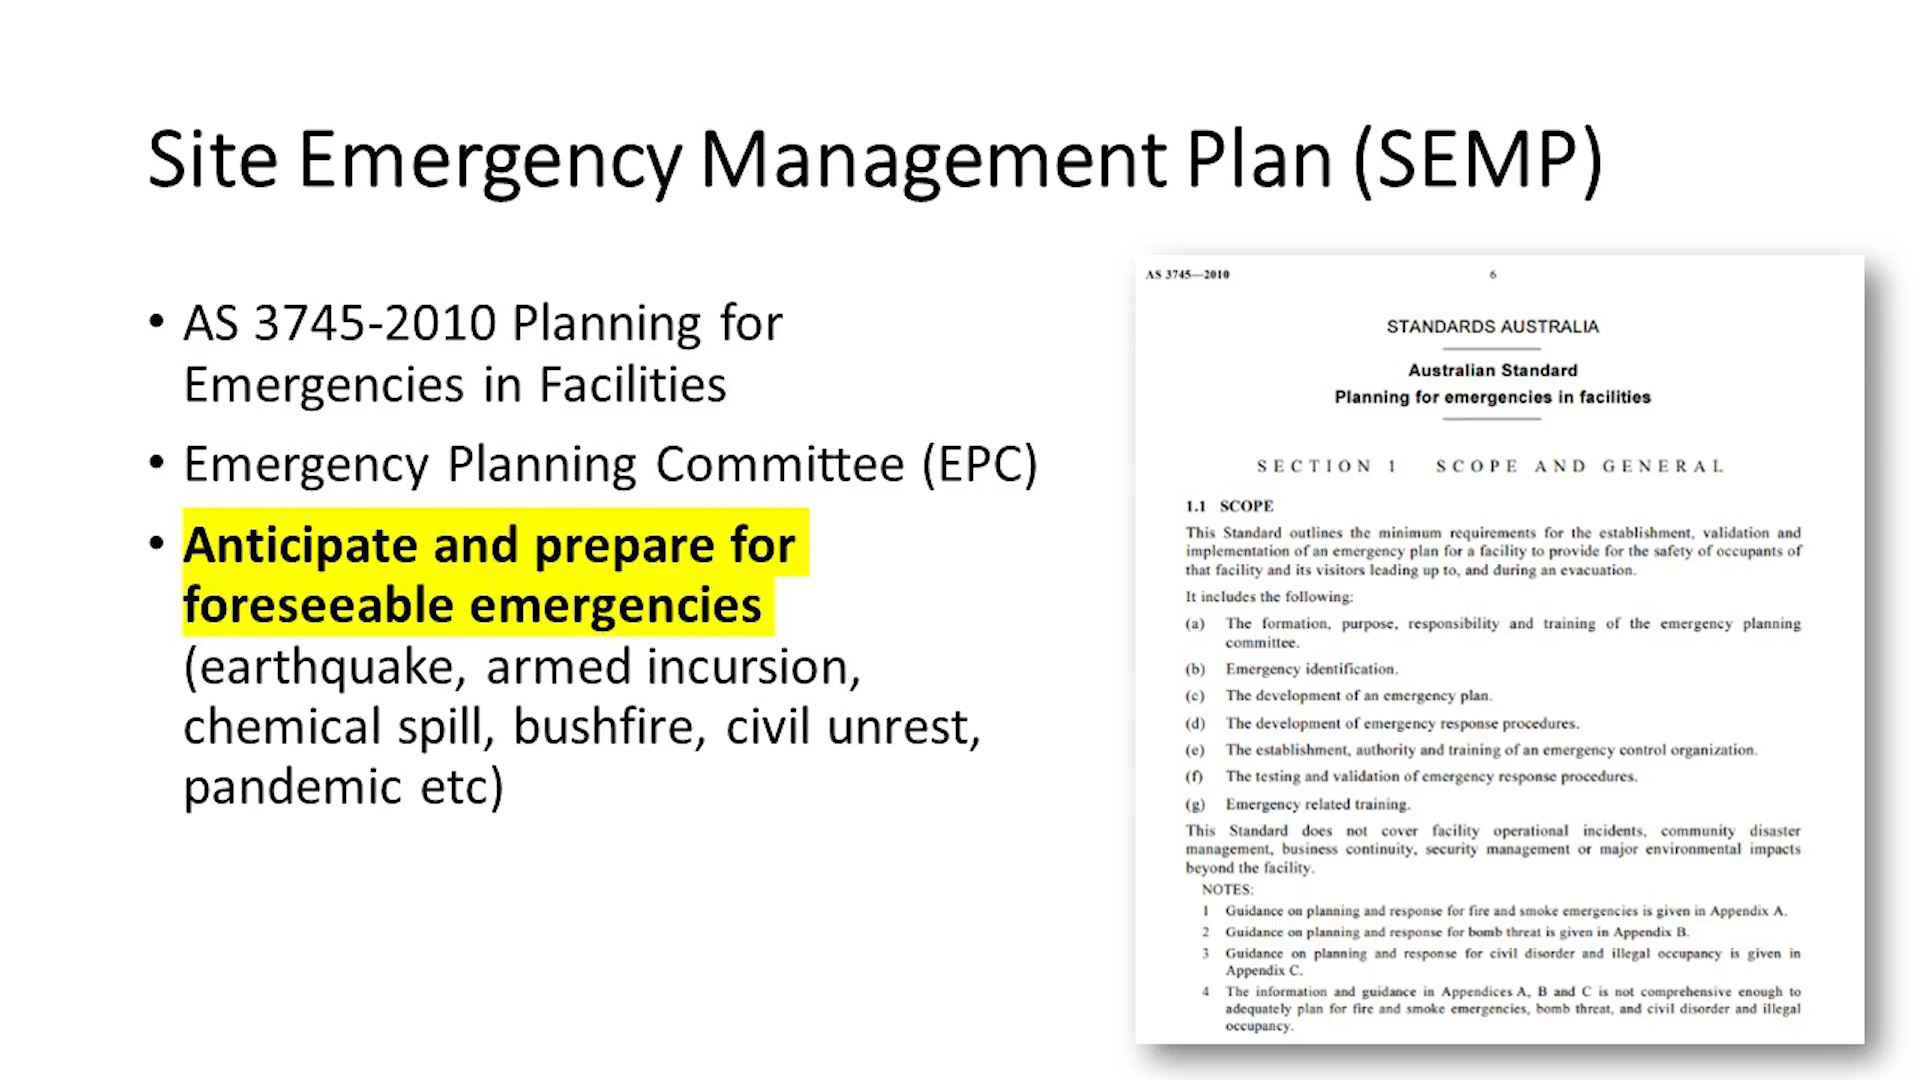 Site Emergency Management Plan (SEMP)
• AS 3745-2010 Planning for
Emergencies in Facilities
• Emergency Planning Committee (EPC)
• Anticipate and prepare for
foreseeable emergencies
(earthquake, armed incursion,
chemical spill, bushfire, civil unrest,
pandemic etc)
AS 3745—2010 6
STANDARDS AUSTRALIA
Australian Standard
Planning for emergencies in facilities
SECTION 1 SCOPE AND GENERAL
1.1 SCOPE
This Standard outlines the minimum requirements for the establishment, validation and
implementation of an emergency plan for a facility to provide for the safety of occupants of
that facility and its visitors leading up to, and during an evacuation.
It includes the following:
(a) The formation, purpose, responsibility and training of the emergency planning
committee.
(b) Emergency identification.
(c) The development of an emergency plan.
(d) The development of emergency response procedures.
(e) The establishment, authority and training of an emergency control organization.
(f) The testing and validation of emergency response procedures.
(g) Emergency related training.
This Standard does not cover facility operational incidents, community disaster
management, business continuity, security management or major environmental impacts
beyond the facility.
NOTES:
1 Guidance on planning and response for fire and smoke emergencies is given in Appendix A.
2 Guidance on planning and response for bomb threat is given in Appendix B.
3 Guidance on planning and response for civil disorder and illegal occupancy is given in
Appendix C.
4 The information and guidance in Appendices A, B and C is not comprehensive enough to
adequately plan for fire and smoke emergencies, bomb threat, and civil disorder and illegal
occupancy.